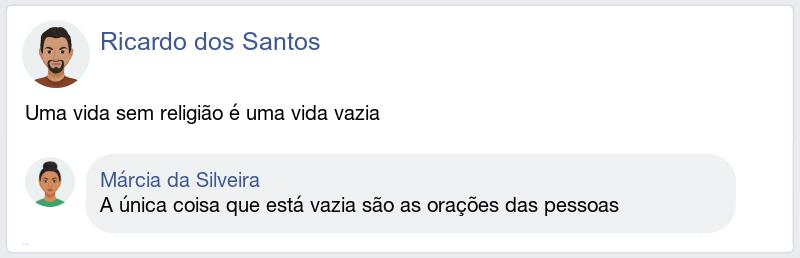 Ricardo dos Santos
Uma vida sem religião é uma vida vazia
Márcia da Silveira
A única coisa que está vazia são as orações das pessoas